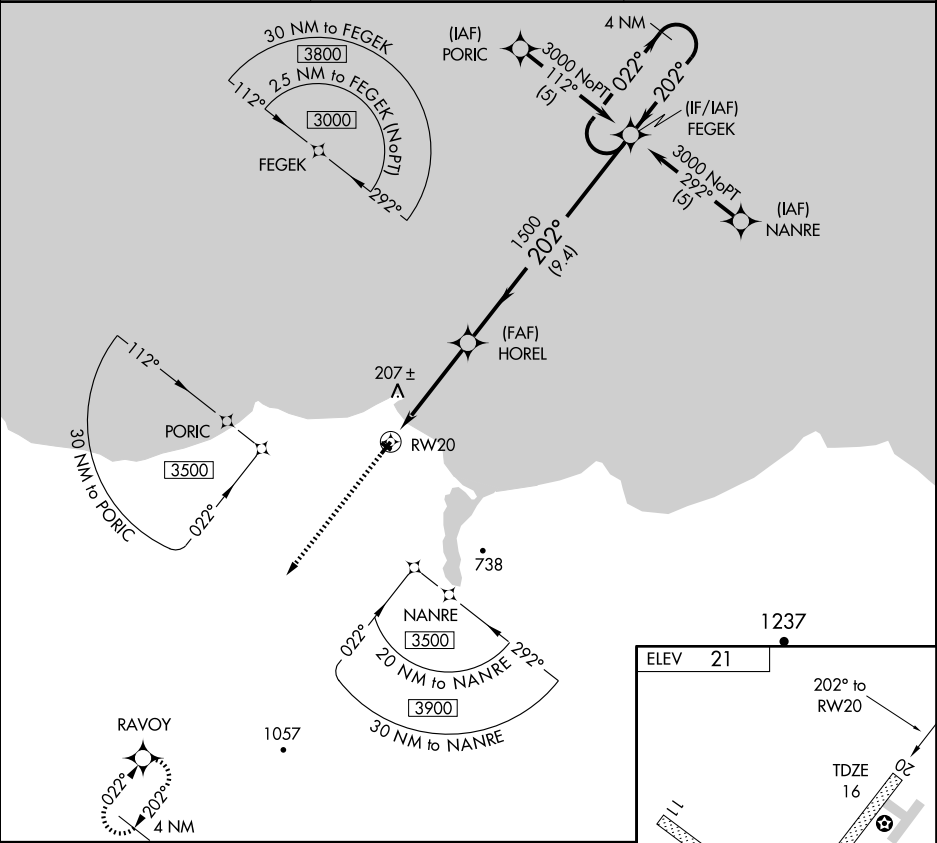 30 NM to FEGEK
3800
25 NM to FEGEK (NoPT)
3000
112°
FEGEK
292°
(IAF)
PORIC
3000 NoPT
112°
(5)
4 NM
022°
202°
(IF/IAF)
FEGEK
3000 NoPT
292°
(5)
(IAF)
NANRE
1500
202°
(9.4)
(FAF)
HOREL
207 ±
RW20
112°
PORIC
3500
30 NM to PORIC
022°
738
NANRE
3500
022°
292°
20 NM to NANRE
3900
30 NM to NANRE
1237
RAVOY
1057
022°
202°
4 NM
ELEV 21
202° to
RW20
20
TDZE
16
11